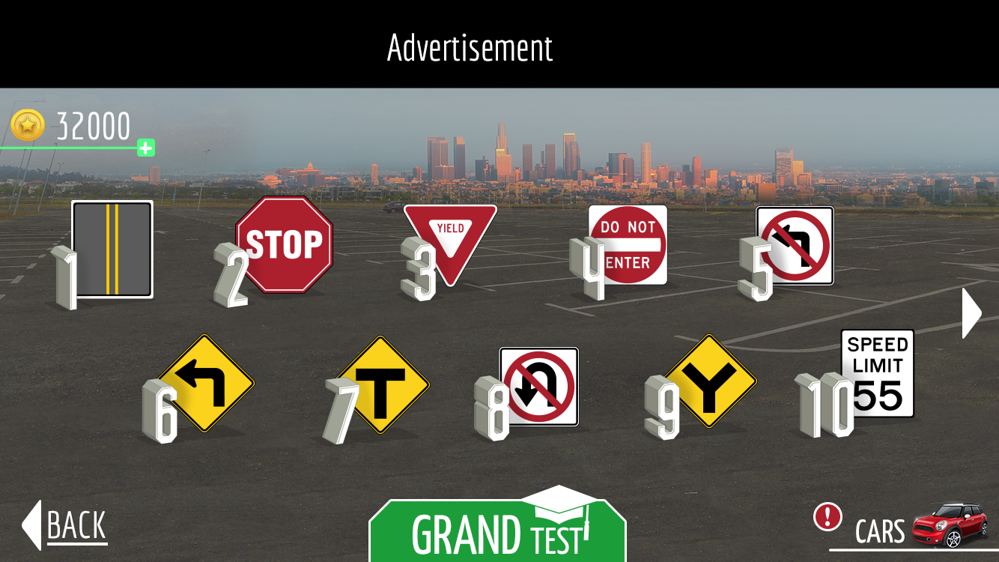 Advertisement
32000
1
STOP
2
YIELD
3
DO NOT
ENTER
4
5
6
7
T
8
9
Y
SPEED
LIMIT
55
10
BACK
GRAND TEST
CARS